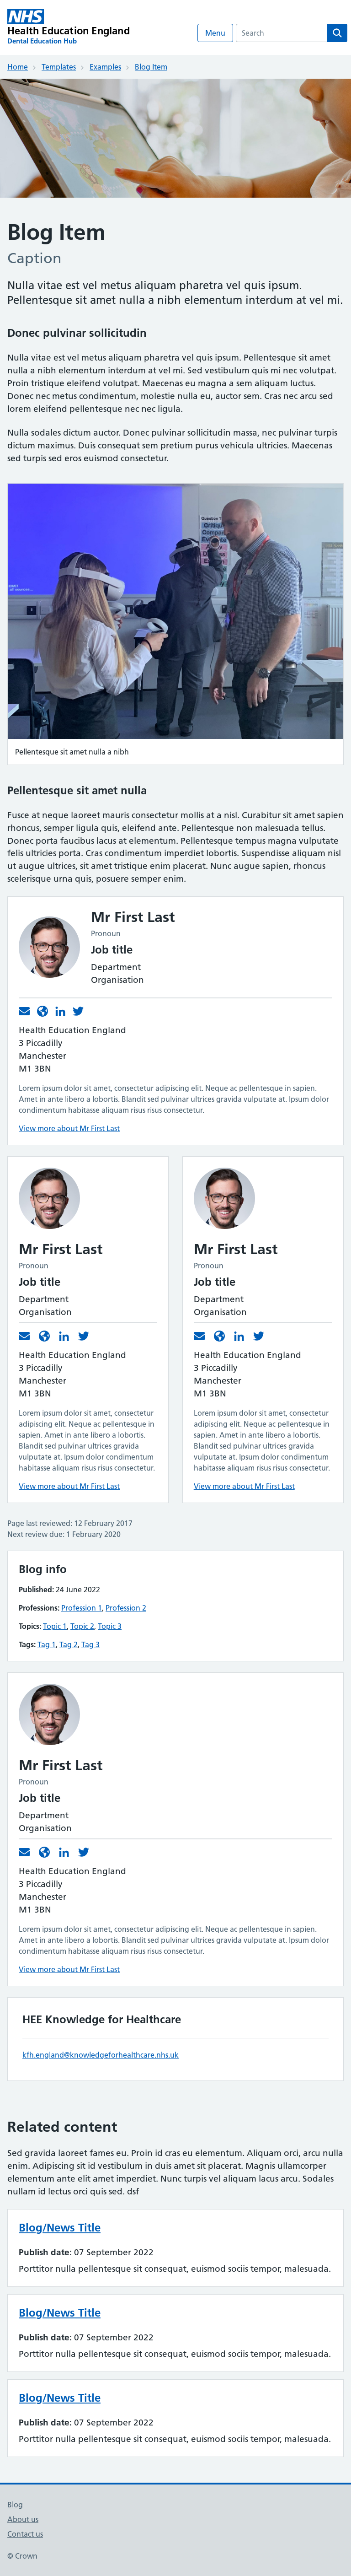 NHS
Health Education England
Dental Education Hub
Menu
Search
Home
Templates
Examples
Blog Item
Blog Item
Caption
Nulla vitae est vel metus aliquam pharetra vel quis ipsum.
Pellentesque sit amet nulla a nibh elementum interdum at vel mi.
Donec pulvinar sollicitudin
Nulla vitae est vel metus aliquam pharetra vel quis ipsum. Pellentesque sit amet
nulla a nibh elementum interdum at vel mi. Sed vestibulum quis mi nec volutpat.
Proin tristique eleifend volutpat. Maecenas eu magna a sem aliquam luctus.
Donec nec metus condimentum, molestie nulla eu, auctor sem. Cras nec arcu sed
lorem eleifend pellentesque nec nec ligula.
Nulla sodales dictum auctor. Donec pulvinar sollicitudin massa, nec pulvinar turpis
dictum maximus. Duis consequat sem pretium purus vehicula ultricies. Maecenas
sed turpis sed eros euismod consectetur.
Pellentesque sit amet nulla a nibh
Pellentesque sit amet nulla
Fusce at neque laoreet mauris consectetur mollis at a nisl. Curabitur sit amet sapien
rhoncus, semper ligula quis, eleifend ante. Pellentesque non malesuada tellus.
Donec porta faucibus lacus at elementum. Pellentesque tempus magna vulputate
felis ultricies porta. Cras condimentum imperdiet lobortis. Suspendisse aliquam nisl
ut augue ultrices, sit amet tristique enim placerat. Nunc augue sapien, rhoncus
scelerisque urna quis, posuere semper enim.
Mr First Last
Pronoun
Job title
Department
Organisation
Health Education England
3 Piccadilly
Manchester
M1 3BN
Lorem ipsum dolor sit amet, consectetur adipiscing elit. Neque ac pellentesque in sapien.
Amet in ante libero a lobortis. Blandit sed pulvinar ultrices gravida vulputate at. Ipsum dolor
condimentum habitasse aliquam risus risus consectetur.
View more about Mr First Last
Mr First Last
Pronoun
Job title
Department
Organisation
Health Education England
3 Piccadilly
Manchester
M1 3BN
Lorem ipsum dolor sit amet, consectetur
adipiscing elit. Neque ac pellentesque in
sapien. Amet in ante libero a lobortis.
Blandit sed pulvinar ultrices gravida
vulputate at. Ipsum dolor condimentum
habitasse aliquam risus risus consectetur.
View more about Mr First Last
Mr First Last
Pronoun
Job title
Department
Organisation
Health Education England
3 Piccadilly
Manchester
M1 3BN
Lorem ipsum dolor sit amet, consectetur
adipiscing elit. Neque ac pellentesque in
sapien. Amet in ante libero a lobortis.
Blandit sed pulvinar ultrices gravida
vulputate at. Ipsum dolor condimentum
habitasse aliquam risus risus consectetur.
View more about Mr First Last
Page last reviewed: 12 February 2017
Next review due: 1 February 2020
Blog info
Published: 24 June 2022
Professions: Profession 1, Profession 2
Topics: Topic 1, Topic 2, Topic 3
Tags: Tag 1, Tag 2, Tag 3
Mr First Last
Pronoun
Job title
Department
Organisation
Health Education England
3 Piccadilly
Manchester
M1 3BN
Lorem ipsum dolor sit amet, consectetur adipiscing elit. Neque ac pellentesque in sapien.
Amet in ante libero a lobortis. Blandit sed pulvinar ultrices gravida vulputate at. Ipsum dolor
condimentum habitasse aliquam risus risus consectetur.
View more about Mr First Last
HEE Knowledge for Healthcare
kfh.england@knowledgeforhealthcare.nhs.uk
Related content
Sed gravida laoreet fames eu. Proin id cras eu elementum. Aliquam orci, arcu nulla
enim. Adipiscing sit id vestibulum in duis amet sit placerat. Magnis ullamcorper
elementum ante elit amet imperdiet. Nunc turpis vel aliquam lacus arcu. Sodales
nullam id lectus orci quis sed. dsf
Blog/News Title
Publish date: 07 September 2022
Porttitor nulla pellentesque sit consequat, euismod sociis tempor, malesuada.
Blog/News Title
Publish date: 07 September 2022
Porttitor nulla pellentesque sit consequat, euismod sociis tempor, malesuada.
Blog/News Title
Publish date: 07 September 2022
Porttitor nulla pellentesque sit consequat, euismod sociis tempor, malesuada.
Blog
About us
Contact us
© Crown